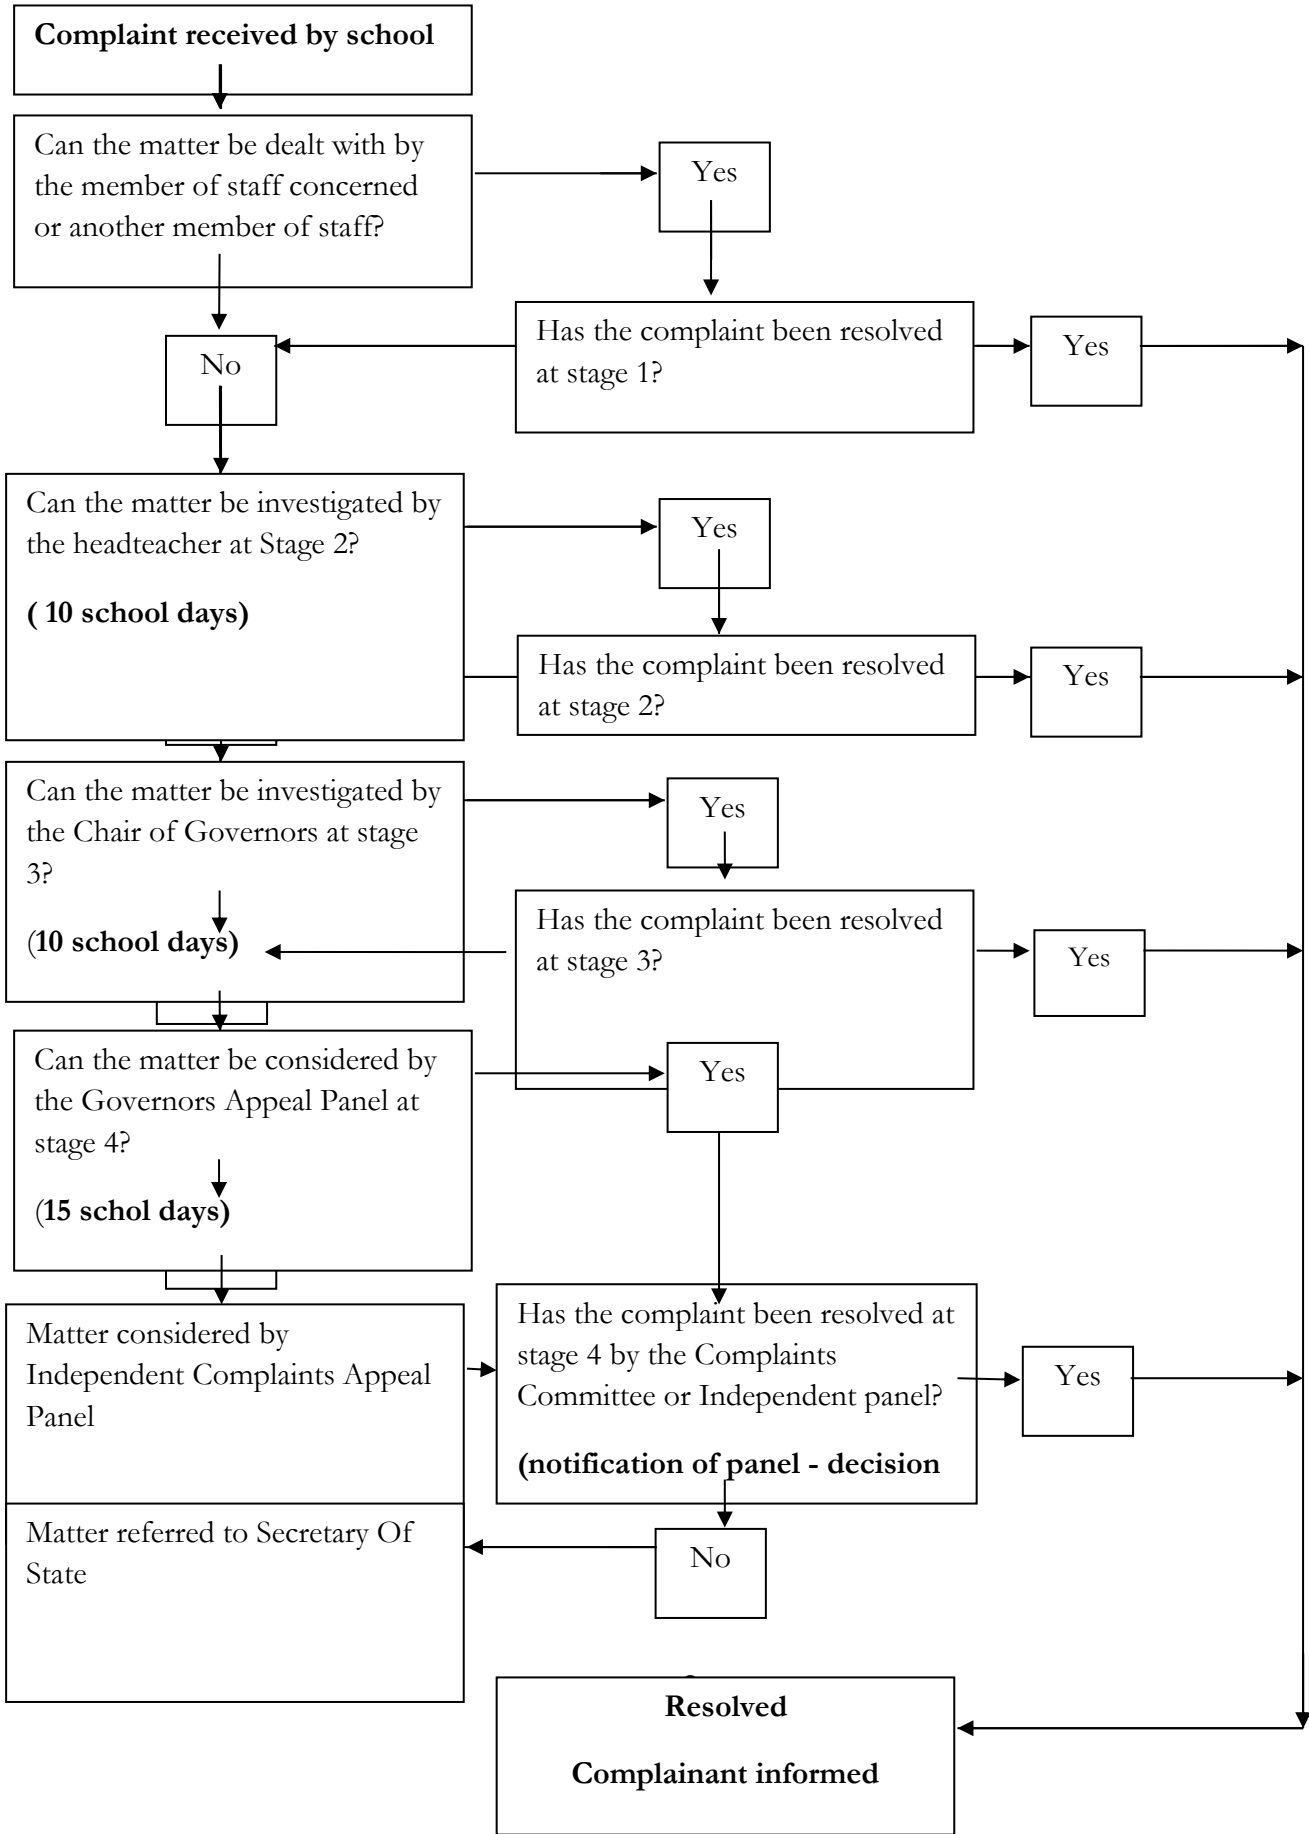 Complaint received by school
Can the matter be dealt with by
the member of staff concerned
or another member of staff?
Yes
Has the complaint been resolved
at stage 1?
Yes
No
Can the matter be investigated by
the headteacher at Stage 2?
( 10 school days)
Yes
Has the complaint been resolved
at stage 2?
Yes
Can the matter be investigated by
the Chair of Governors at stage
3?
(10 school days)
Yes
Has the complaint been resolved
at stage 3?
Yes
Can the matter be considered by
the Governors Appeal Panel at
stage 4?
(15 schol days)
Yes
Matter considered by
Independent Complaints Appeal
Panel
Has the complaint been resolved at
stage 4 by the Complaints
Committee or Independent panel?
(notification of panel - decision
Yes
Matter referred to Secretary Of
State
No
Resolved
Complainant informed